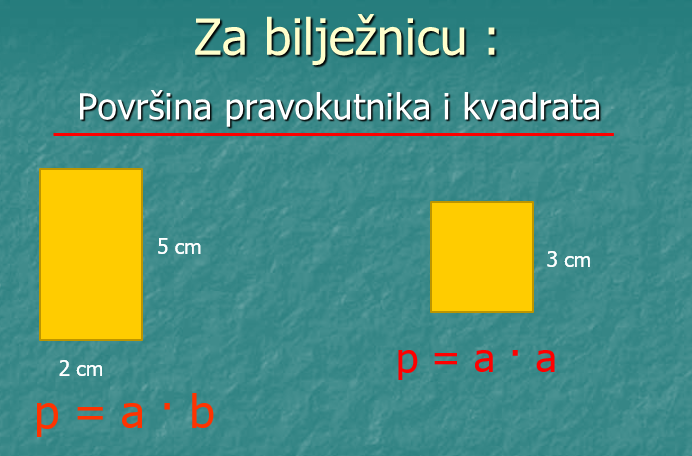 Za bilježnicu :
Površina pravokutnika i kvadrata
5 cm
2 cm
p = a · b
3 cm
p = a · a